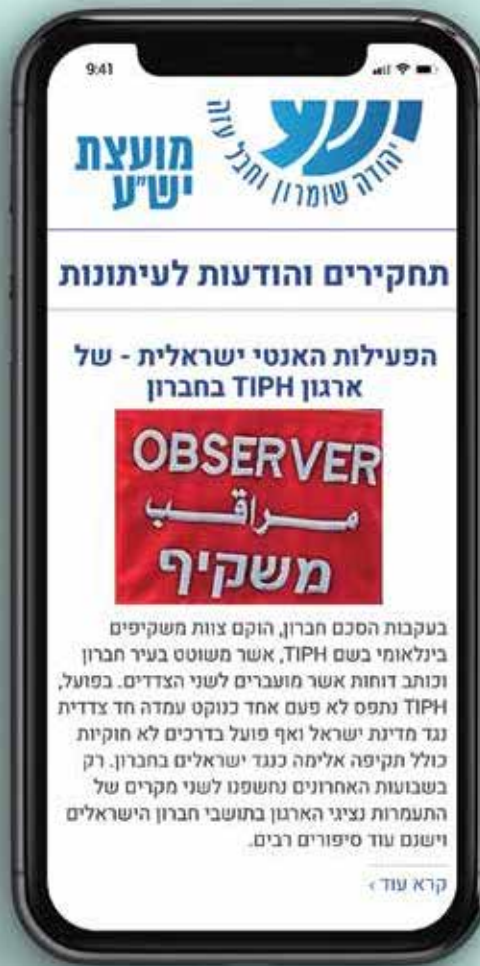 9:41
מועצת
יש"ע
יהודה שומרון וחבל עזה
תחקירים והודעות לעיתונות
הפעילות האנטי ישראלית - של
ארגון TIPH בחברון
OBSERVER
مراقب
משקיף
בעקבות הסכם חברון, הוקם צוות משקיפים
בינלאומי בשם TIPH, אשר משוטט בעיר חברון
וכותב דוחות אשר מועברים לשני הצדדים. בפועל,
TIPH נתפס לא פעם אחד כנוקט עמדה חד צדדית
נגד מדינת ישראל ואף פועל בדרכים לא חוקיות
כולל תקיפה אלימה כנגד ישראלים בחברון. רק
בשבועות האחרונים נחשפנו לשני מקרים של
התעמרות נציגי הארגון בתושבי חברון הישראלים
וישנם עוד סיפורים רבים.
קרא עוד ›